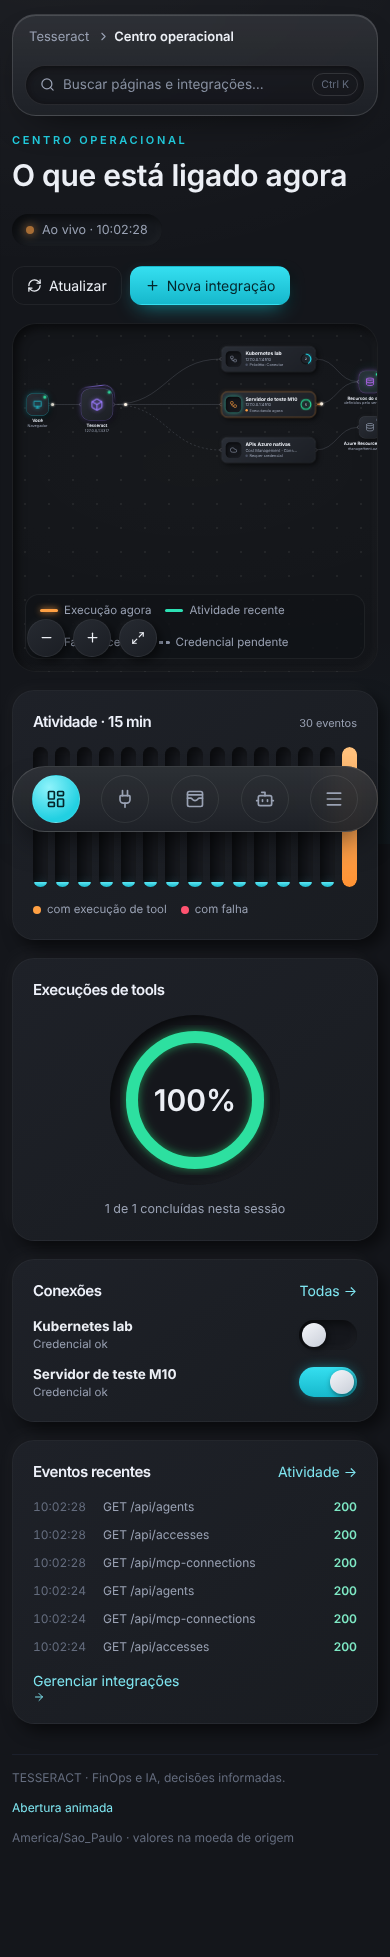 Tesseract > Centro operacional
Buscar páginas e integrações... Ctrl K
CENTRO OPERACIONAL
O que está ligado agora
Ao vivo · 10:02:28
Atualizar
+ Nova integração
Kubernetes lab
Servidor de teste M10
Você
Navegador
Tesseract
APIs Azure nativas
Execução agora
Atividade recente
Credencial pendente
Atividade · 15 min
30 eventos
com execução de tool
com falha
Execuções de tools
100%
1 de 1 concluídas nesta sessão
Conexões
Todas →
Kubernetes lab
Credencial ok
Servidor de teste M10
Credencial ok
Eventos recentes
Atividade →
10:02:28 GET /api/agents 200
10:02:28 GET /api/accesses 200
10:02:28 GET /api/mcp-connections 200
10:02:24 GET /api/agents 200
10:02:24 GET /api/mcp-connections 200
10:02:24 GET /api/accesses 200
Gerenciar integrações
→
TESSERACT · FinOps e IA, decisões informadas.
Abertura animada
America/Sao_Paulo · valores na moeda de origem